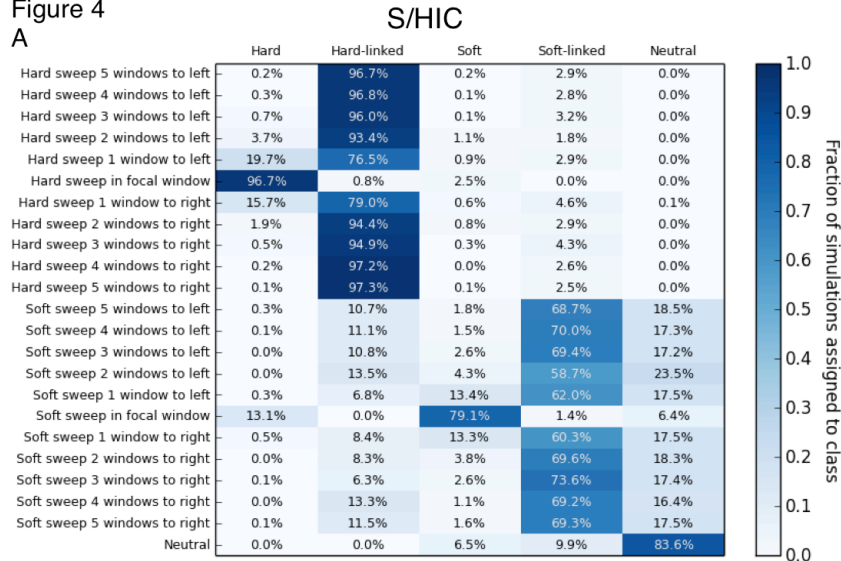 Figure 4
S/HIC
A
Hard Hard-linked Soft Soft-linked Neutral
Hard sweep 5 windows to left 0.2% 96.7% 0.2% 2.9% 0.0%
Hard sweep 4 windows to left 0.3% 96.8% 0.1% 2.8% 0.0%
Hard sweep 3 windows to left 0.7% 96.0% 0.1% 3.2% 0.0%
Hard sweep 2 windows to left 3.7% 93.4% 1.1% 1.8% 0.0%
Hard sweep 1 window to left 19.7% 76.5% 0.9% 2.9% 0.0%
Hard sweep in focal window 96.7% 0.8% 2.5% 0.0% 0.0%
Hard sweep 1 window to right 15.7% 79.0% 0.6% 4.6% 0.1%
Hard sweep 2 windows to right 1.9% 94.4% 0.8% 2.9% 0.0%
Hard sweep 3 windows to right 0.5% 94.9% 0.3% 4.3% 0.0%
Hard sweep 4 windows to right 0.2% 97.2% 0.0% 2.6% 0.0%
Hard sweep 5 windows to right 0.1% 97.3% 0.1% 2.5% 0.0%
Soft sweep 5 windows to left 0.3% 10.7% 1.8% 68.7% 18.5%
Soft sweep 4 windows to left 0.1% 11.1% 1.5% 70.0% 17.3%
Soft sweep 3 windows to left 0.0% 10.8% 2.6% 69.4% 17.2%
Soft sweep 2 windows to left 0.0% 13.5% 4.3% 58.7% 23.5%
Soft sweep 1 window to left 0.3% 6.8% 13.4% 62.0% 17.5%
Soft sweep in focal window 13.1% 0.0% 79.1% 1.4% 6.4%
Soft sweep 1 window to right 0.5% 8.4% 13.3% 60.3% 17.5%
Soft sweep 2 windows to right 0.0% 8.3% 3.8% 69.6% 18.3%
Soft sweep 3 windows to right 0.1% 6.3% 2.6% 73.6% 17.4%
Soft sweep 4 windows to right 0.0% 13.3% 1.1% 69.2% 16.4%
Soft sweep 5 windows to right 0.1% 11.5% 1.6% 69.3% 17.5%
Neutral 0.0% 0.0% 6.5% 9.9% 83.6%
1.0
0.9
0.8
0.7
0.6
0.5
0.4
0.3
0.2
0.1
0.0
Fraction of simulations assigned to class